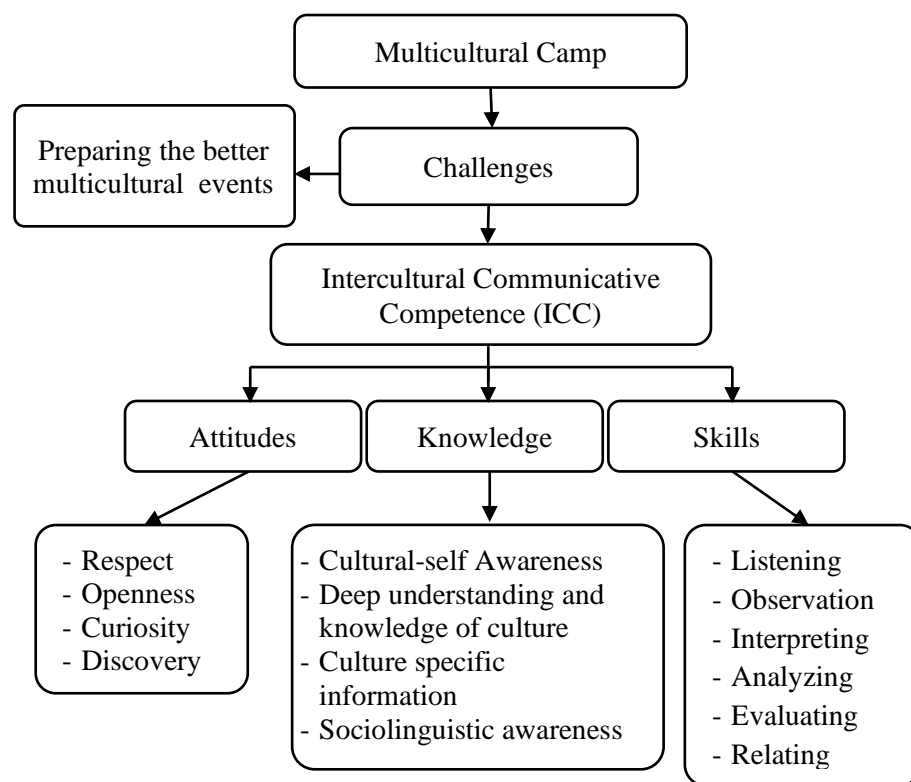 Multicultural Camp
Preparing the better
multicultural events
Challenges
Intercultural Communicative
Competence (ICC)
Attitudes
Knowledge
Skills
- Respect
- Openness
- Curiosity
- Discovery
- Cultural-self Awareness
- Deep understanding and
knowledge of culture
- Culture specific
information
- Sociolinguistic awareness
- Listening
- Observation
- Interpreting
- Analyzing
- Evaluating
- Relating